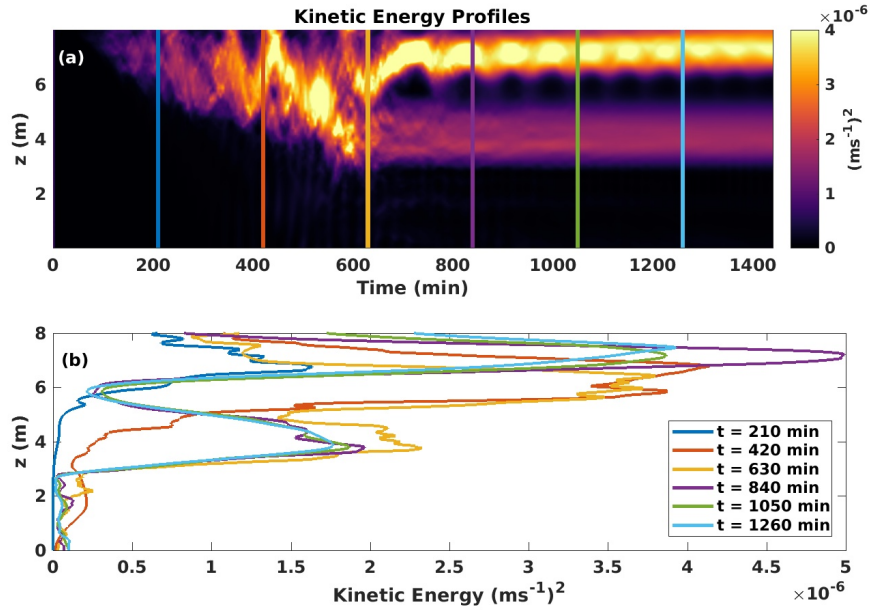 Kinetic Energy Profiles
×10⁻⁶
(a)
z (m)
6
4
2
200 400 600 800 1000 1200 1400
Time (min)
4
3
2
1
0
(ms⁻¹)²
(b)
z (m)
8
6
4
2
0
t = 210 min
t = 420 min
t = 630 min
t = 840 min
t = 1050 min
t = 1260 min
0 0.5 1 1.5 2 2.5 3 3.5 4 4.5 5
Kinetic Energy (ms⁻¹)²
×10⁻⁶